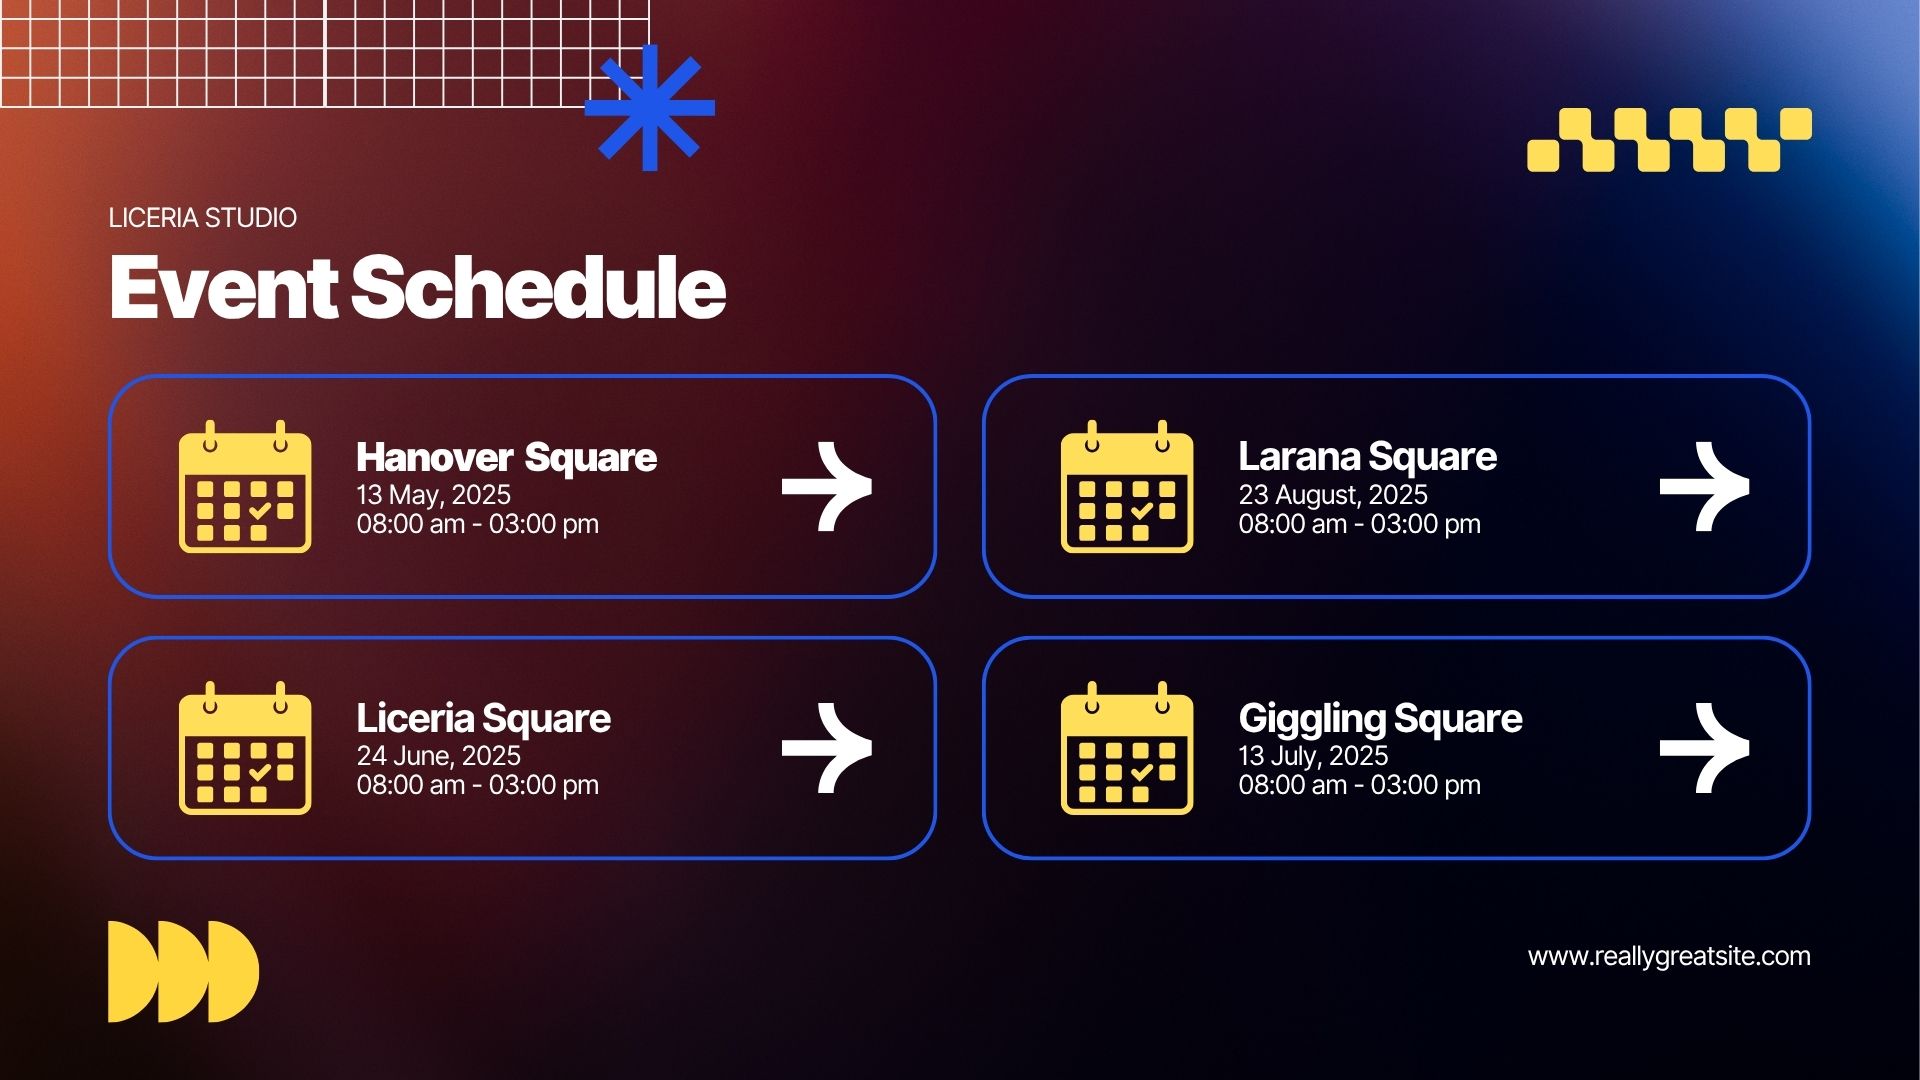 LICERIA STUDIO
Event Schedule
Hanover Square
13 May, 2025
08:00 am - 03:00 pm
Larana Square
23 August, 2025
08:00 am - 03:00 pm
Liceria Square
24 June, 2025
08:00 am - 03:00 pm
Giggling Square
13 July, 2025
08:00 am - 03:00 pm
www.reallygreatsite.com